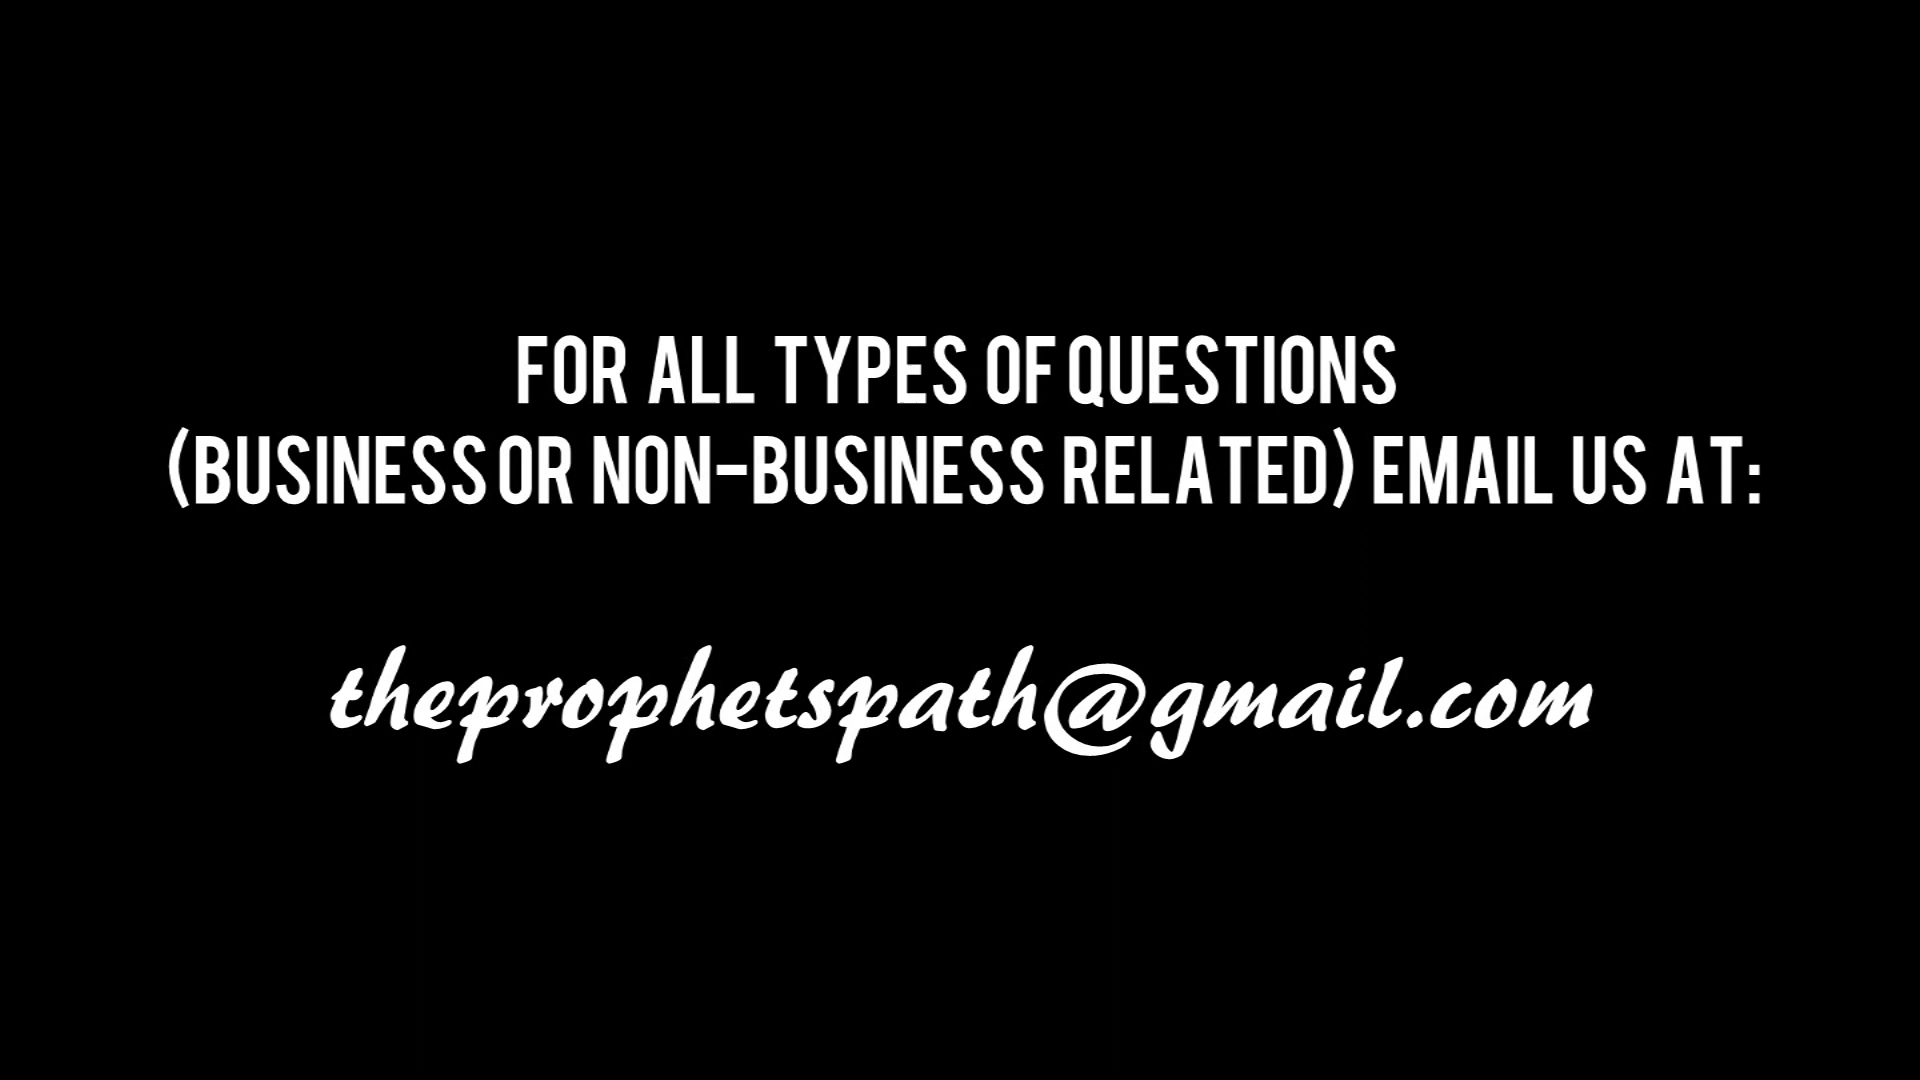 FOR ALL TYPES OF QUESTIONS
(BUSINESS OR NON-BUSINESS RELATED) EMAIL US AT:
theprophetspath@gmail.com